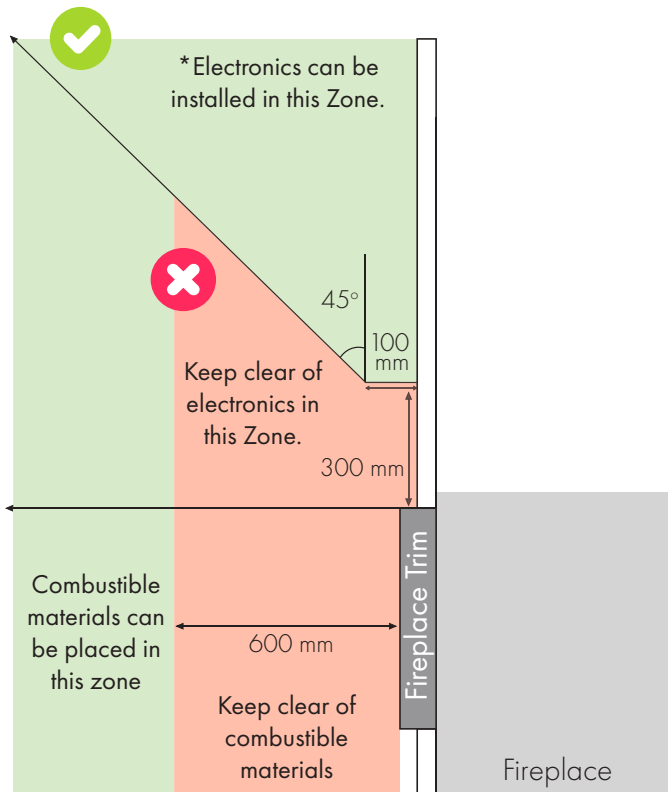 *Electronics can be
installed in this Zone.
45°
100
mm
Keep clear of
electronics in
this Zone.
300 mm
Combustible
materials can
be placed in
this zone
600 mm
Keep clear of
combustible
materials
Fireplace Trim
Fireplace